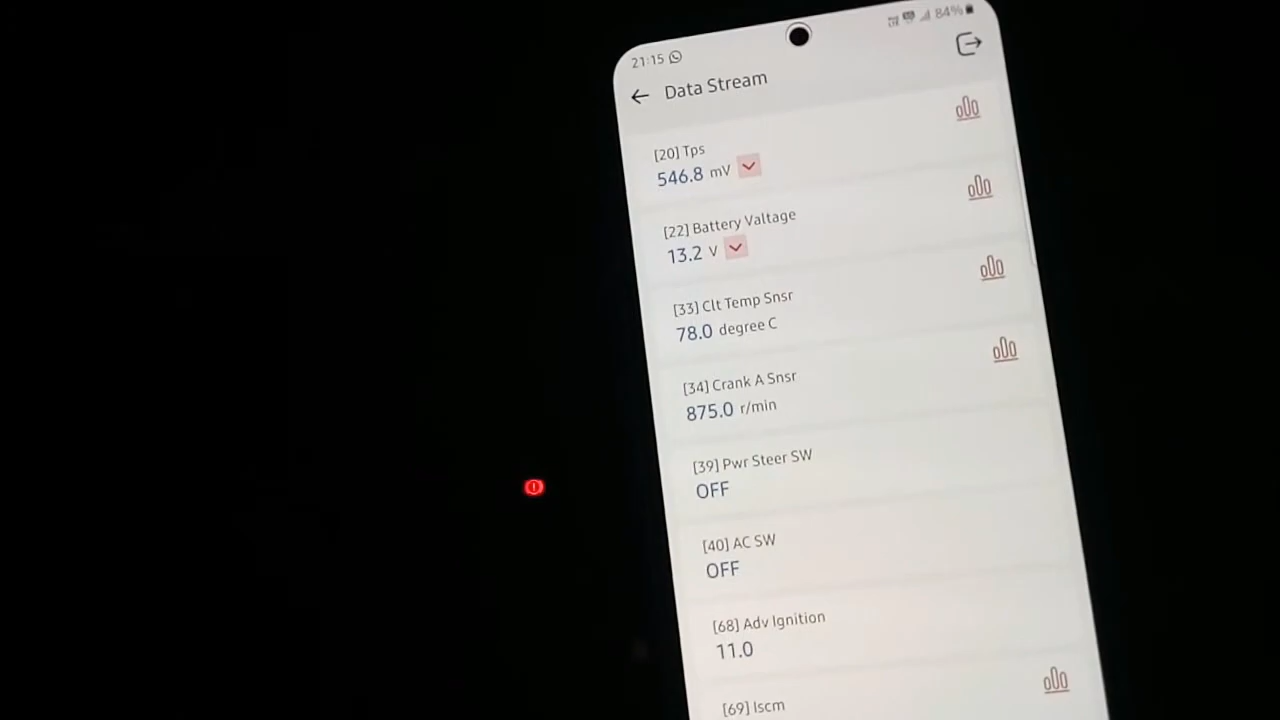 21:15
84%
Data Stream
[20] Tps
546.8 mV
[22] Battery Valtage
13.2 V
[33] Clt Temp Snsr
78.0 degree C
[34] Crank A Snsr
875.0 r/min
[39] Pwr Steer SW
OFF
[40] AC SW
OFF
[68] Adv Ignition
11.0
[69] Iscm